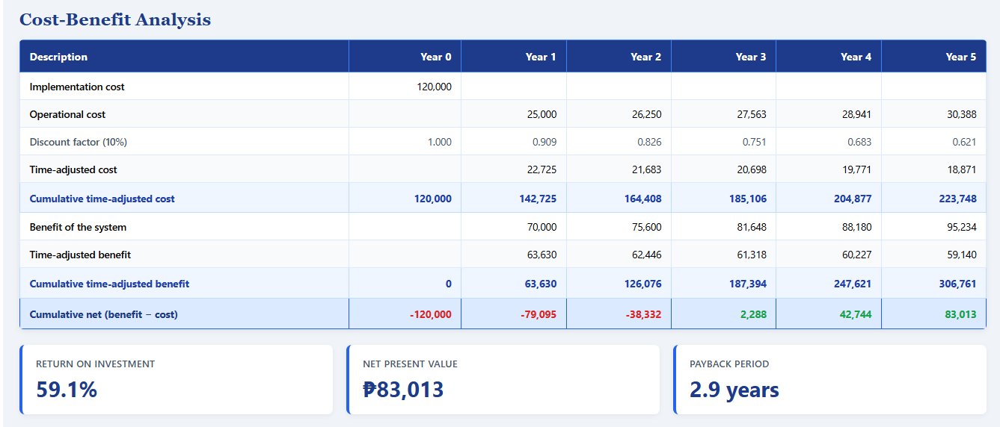 Cost-Benefit Analysis
Description Year 0 Year 1 Year 2 Year 3 Year 4 Year 5
Implementation cost 120,000
Operational cost 25,000 26,250 27,563 28,941 30,388
Discount factor (10%) 1.000 0.909 0.826 0.751 0.683 0.621
Time-adjusted cost 22,725 21,683 20,698 19,771 18,871
Cumulative time-adjusted cost 120,000 142,725 164,408 185,106 204,877 223,748
Benefit of the system 70,000 75,600 81,648 88,180 95,234
Time-adjusted benefit 63,630 62,446 61,318 60,227 59,140
Cumulative time-adjusted benefit 0 63,630 126,076 187,394 247,621 306,761
Cumulative net (benefit − cost) -120,000 -79,095 -38,332 2,288 42,744 83,013
RETURN ON INVESTMENT NET PRESENT VALUE PAYBACK PERIOD
59.1% ₱83,013 2.9 years